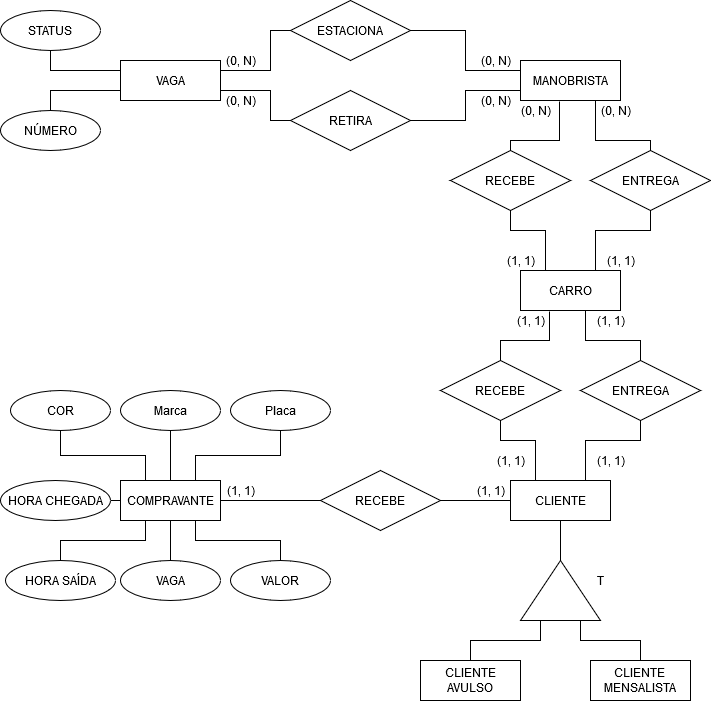 STATUS
ESTACIONA
(0, N)
(0, N)
VAGA
MANOBRISTA
(0, N)
(0, N)
NÚMERO
RETIRA
(0, N)
(0, N)
RECEBE
ENTREGA
(1, 1)
(1, 1)
CARRO
(1, 1)
(1, 1)
RECEBE
ENTREGA
COR
Marca
Placa
(1, 1)
(1, 1)
HORA CHEGADA
COMPRAVANTE
(1, 1)
RECEBE
(1, 1)
CLIENTE
HORA SAÍDA
VAGA
VALOR
T
CLIENTE
AVULSO
CLIENTE
MENSALISTA